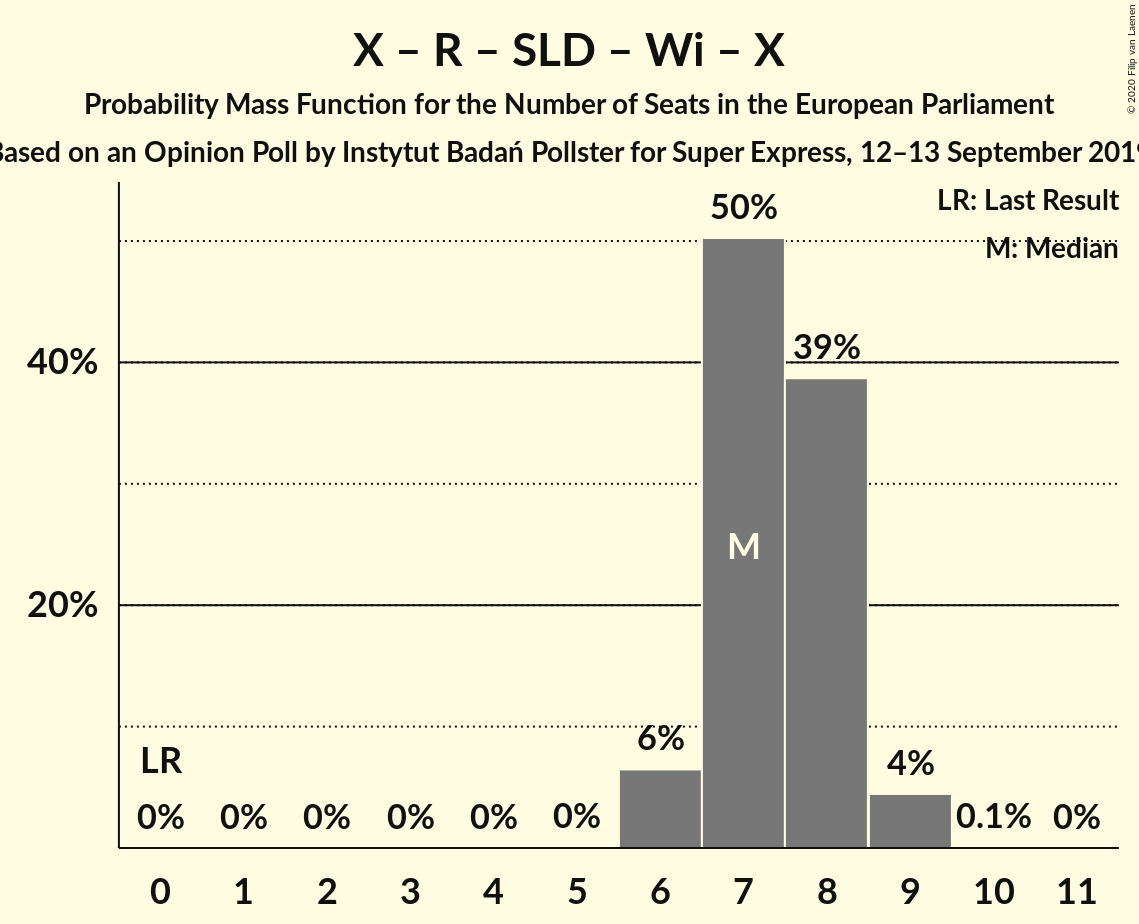 X – R – SLD – Wi – X
Probability Mass Function for the Number of Seats in the European Parliament
Based on an Opinion Poll by Instytut Badań Pollster for Super Express, 12–13 September 2019
© 2020 Filip van Laenen
LR: Last Result
M: Median
50%
39%
40%
M
20%
6%
4%
LR
0% 0% 0% 0% 0% 0% 0.1% 0%
0 1 2 3 4 5 6 7 8 9 10 11